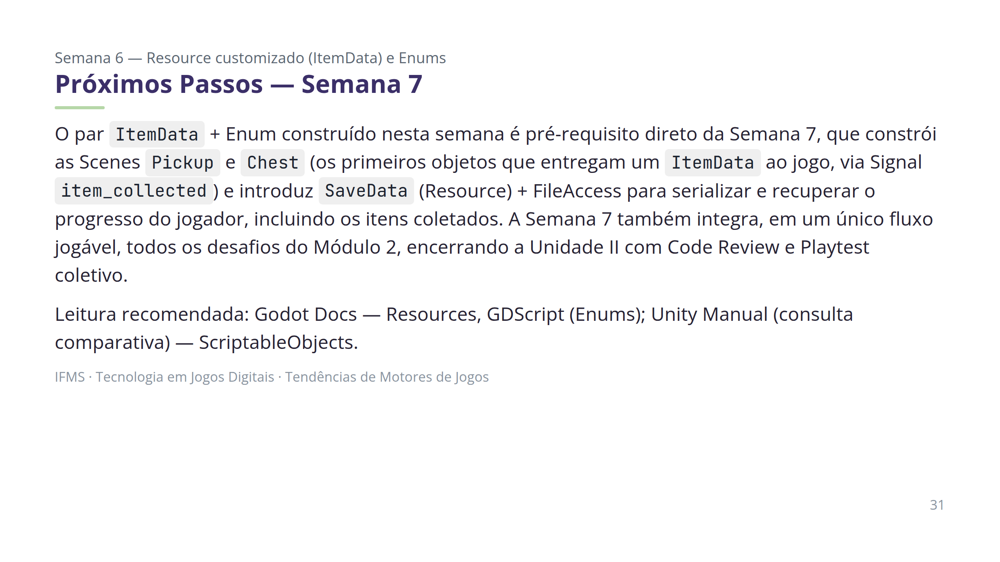 Semana 6 — Resource customizado (ItemData) e Enums
Próximos Passos — Semana 7
O par ItemData + Enum construído nesta semana é pré-requisito direto da Semana 7, que constrói
as Scenes Pickup e Chest (os primeiros objetos que entregam um ItemData ao jogo, via Signal
item_collected) e introduz SaveData (Resource) + FileAccess para serializar e recuperar o
progresso do jogador, incluindo os itens coletados. A Semana 7 também integra, em um único fluxo
jogável, todos os desafios do Módulo 2, encerrando a Unidade II com Code Review e Playtest
coletivo.
Leitura recomendada: Godot Docs — Resources, GDScript (Enums); Unity Manual (consulta
comparativa) — ScriptableObjects.
IFMS · Tecnologia em Jogos Digitais · Tendências de Motores de Jogos
31